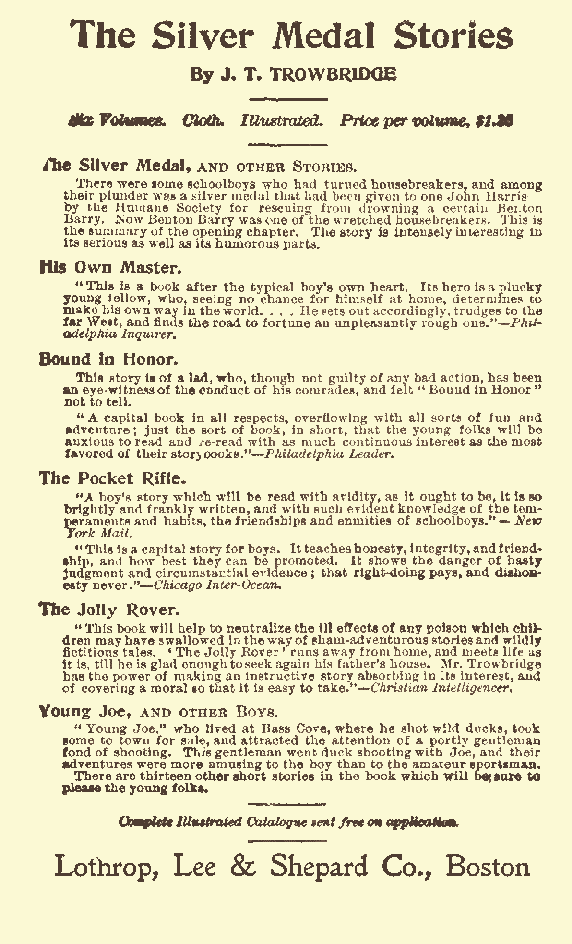 The Silver Medal Stories
By J. T. TROWBRIDGE
Six Volumes. Cloth. Illustrated. Price per volume, $1.25
The Silver Medal, AND OTHER STORIES.
There were some schoolboys who had turned housebreakers, and among
their plunder was a silver medal that had been given to one John Harris
by the Humane Society for rescuing from drowning a certain Benton
Barry. Now Benton Barry was one of the wretched housebreakers. This is
the summary of the opening chapter. The story is intensely interesting in
its serious as well as its humorous parts.
His Own Master.
"This is a book after the typical boy's own heart. Its hero is a plucky
young fellow, who, seeing no chance for himself at home, determines to
make his own way in the world. . . . He sets out accordingly, trudges to the
far West, and finds the road to fortune an unpleasantly rough one."—Phil-
adelphia Inquirer.
Bound in Honor.
This story is of a lad, who, though not guilty of any bad action, has been
an eye-witness of the conduct of his comrades, and felt "Bound in Honor"
not to tell.
"A capital book in all respects, overflowing with all sorts of fun and
adventure; just the sort of book, in short, that the young folks will be
anxious to read and re-read with as much continuous interest as the most
favored of their story books."—Philadelphia Leader.
The Pocket Rifle.
"A boy's story which will be read with avidity, as it ought to be, it is so
brightly and frankly written, and with such evident knowledge of the tem-
peraments and habits, the friendships and enmities of schoolboys."—New
York Mail.
"This is a capital story for boys. It teaches honesty, integrity, and friend-
ship, and how best they can be promoted. It shows the danger of hasty
judgment and circumstantial evidence; that right-doing pays, and dishon-
esty never."—Chicago Inter-Ocean.
The Jolly Rover.
"This book will help to neutralize the ill effects of any poison which chil-
dren may have swallowed in the way of sham-adventurous stories and wildly
fictitious tales. 'The Jolly Rover' runs away from home, and meets life as
it is, till he is glad enough to seek again his father's house. Mr. Trowbridge
has the power of making an instructive story absorbing in its interest, and
of covering a moral so that it is easy to take."—Christian Intelligencer.
Young Joe, AND OTHER BOYS.
"Young Joe," who lived at Bass Cove, where he shot wild ducks, took
some to town for sale, and attracted the attention of a portly gentleman
fond of shooting. This gentleman went duck shooting with Joe, and their
adventures were more amusing to the boy than to the amateur sportsman.
There are thirteen other short stories in the book which will be sure to
please the young folks.
Complete Illustrated Catalogue sent free on application.
Lothrop, Lee & Shepard Co., Boston